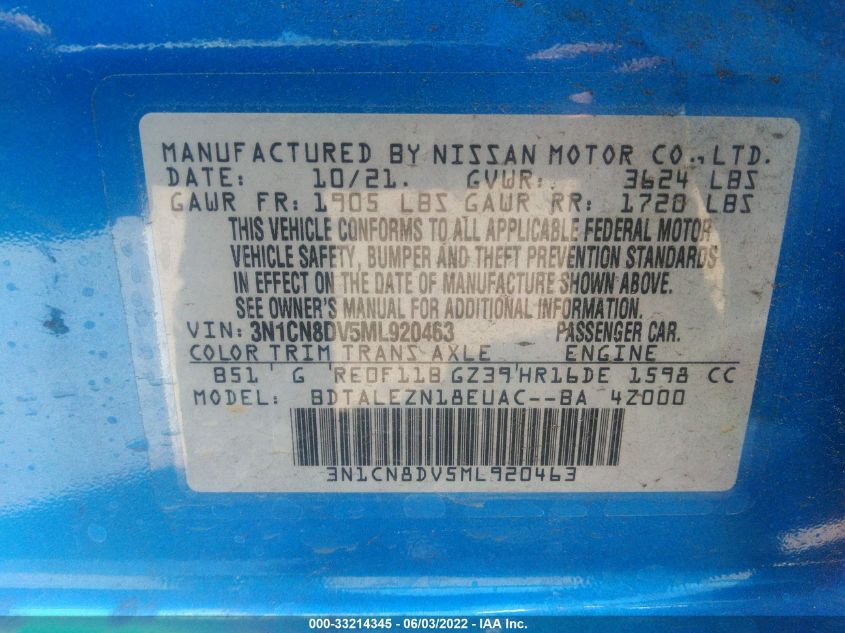 MANUFACTURED BY NISSAN MOTOR CO., LTD.
DATE: 10/21. GVWR: 3624 LBS
GAWR FR: 1905 LBS GAWR RR: 1720 LBS
THIS VEHICLE CONFORMS TO ALL APPLICABLE FEDERAL MOTOR
VEHICLE SAFETY, BUMPER AND THEFT PREVENTION STANDARDS
IN EFFECT ON THE DATE OF MANUFACTURE SHOWN ABOVE.
SEE OWNER'S MANUAL FOR ADDITIONAL INFORMATION.
VIN: 3N1CN8DV5ML920463 PASSENGER CAR.
COLOR TRIM TRANS AXLE ENGINE
B51 G RE0F11B GZ39 HR16DE 1598 CC
MODEL: BDTALEZN18EUAC--BA 4Z000
3N1CN8DV5ML920463
000-33214345 - 06/03/2022 - IAA Inc.